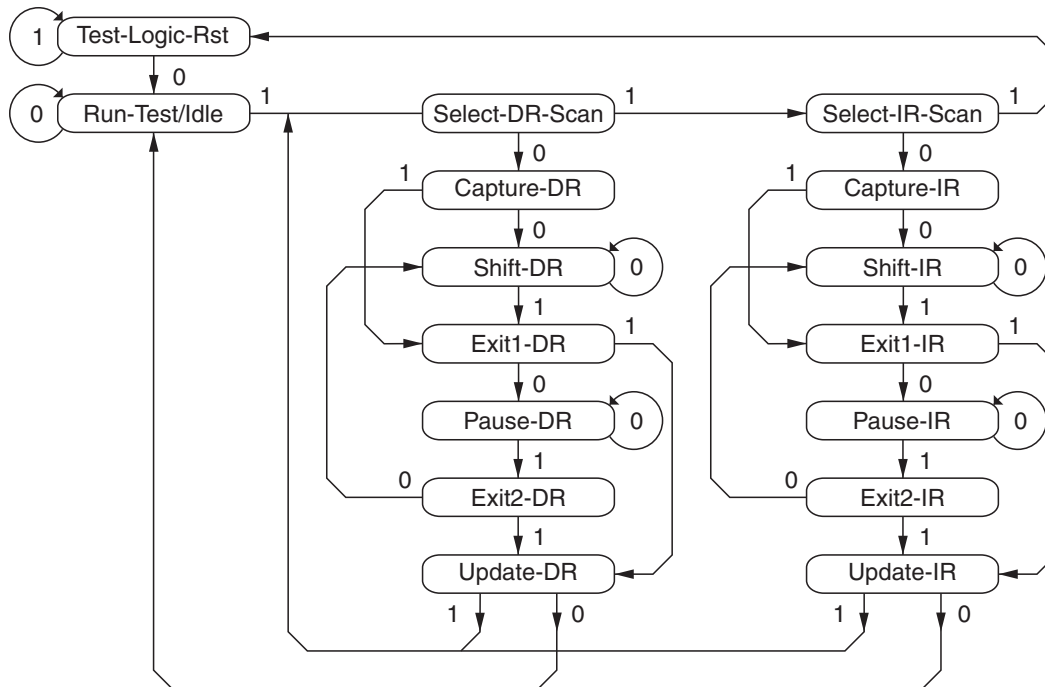 1 Test-Logic-Rst
0
0 Run-Test/Idle 1 Select-DR-Scan 1 Select-IR-Scan 1
0 0
1 Capture-DR 1 Capture-IR
0 0
Shift-DR 0 Shift-IR 0
1 1
Exit1-DR 1 Exit1-IR 1
0 0
Pause-DR 0 Pause-IR 0
1 1
0 Exit2-DR 0 Exit2-IR
1 1
Update-DR Update-IR
1 0 1 0